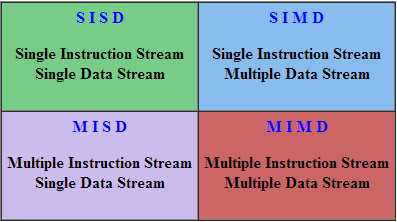 S I S D
Single Instruction Stream
Single Data Stream
S I M D
Single Instruction Stream
Multiple Data Stream
M I S D
Multiple Instruction Stream
Single Data Stream
M I M D
Multiple Instruction Stream
Multiple Data Stream